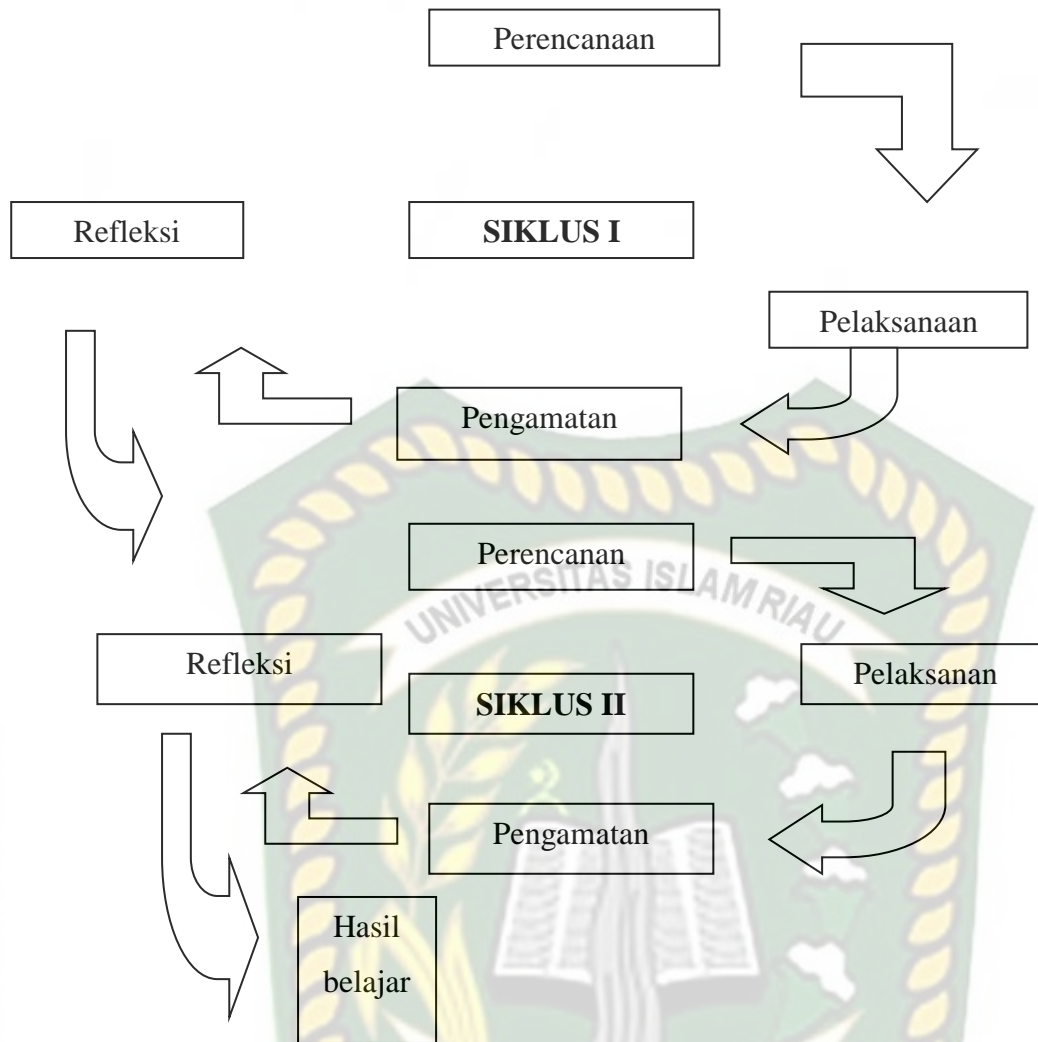 Perencanaan
Refleksi
SIKLUS I
Pelaksanaan
Pengamatan
Perencanan
UNIVERSITAS ISLAM RIAU
Refleksi
Pelaksanan
SIKLUS II
Pengamatan
Hasil
belajar